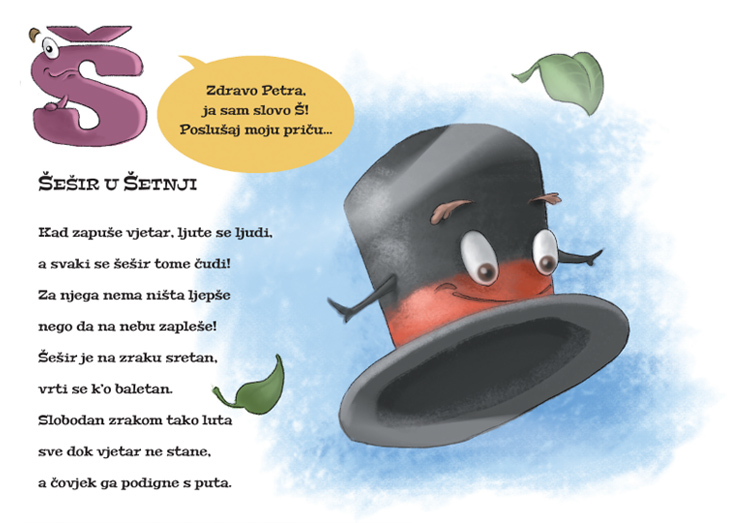 Š
Zdravo Petra,
ja sam slovo Š!
Poslušaj moju priču...
Šešir u Šetnji
Kad zapuše vjetar, ljute se ljudi,
a svaki se šešir tome čudi!
Za njega nema ništa ljepše
nego da na nebu zapleše!
Šešir je na zraku sretan,
vrti se k'o baletan.
Slobodan zrakom tako luta
sve dok vjetar ne stane,
a čovjek ga podigne s puta.